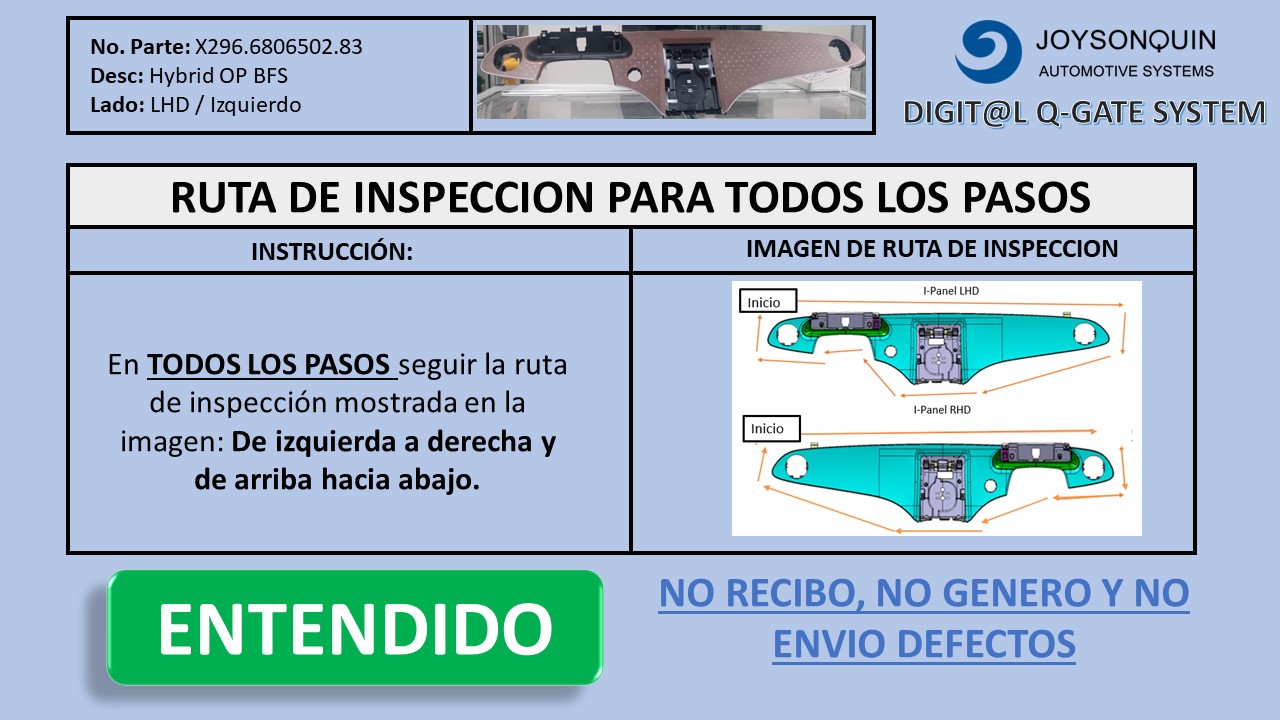 No. Parte: X296.6806502.83
Desc: Hybrid OP BFS
Lado: LHD / Izquierdo
JOYSONQUIN
AUTOMOTIVE SYSTEMS
DIGIT@L Q-GATE SYSTEM
RUTA DE INSPECCION PARA TODOS LOS PASOS
INSTRUCCIÓN:
IMAGEN DE RUTA DE INSPECCION
En TODOS LOS PASOS seguir la ruta
de inspección mostrada en la
imagen: De izquierda a derecha y
de arriba hacia abajo.
I-Panel LHD
Inicio
I-Panel RHD
Inicio
ENTENDIDO
NO RECIBO, NO GENERO Y NO
ENVIO DEFECTOS